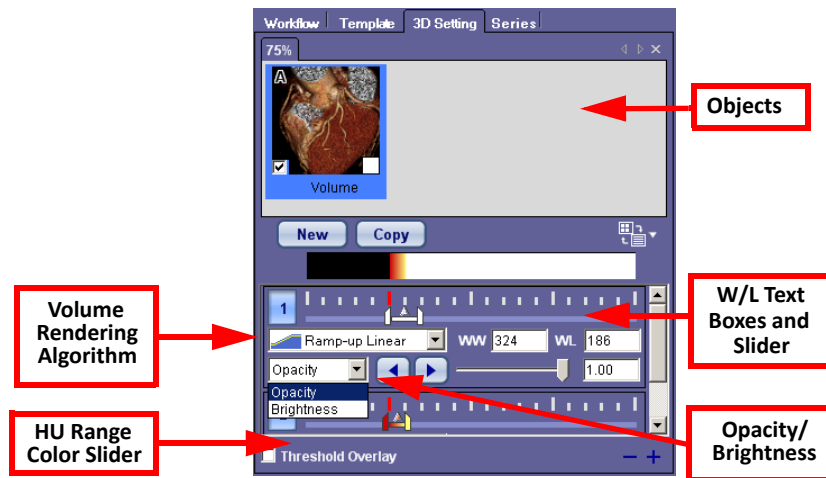 Workflow Template 3D Setting Series
75%
A
Objects
Volume
New Copy
Volume
Rendering
Algorithm
1
W/L Text
Boxes and
Slider
Ramp-up Linear WW 324 WL 186
Opacity 1.00
Opacity
Brightness
HU Range
Color Slider
Opacity/
Brightness
Threshold Overlay